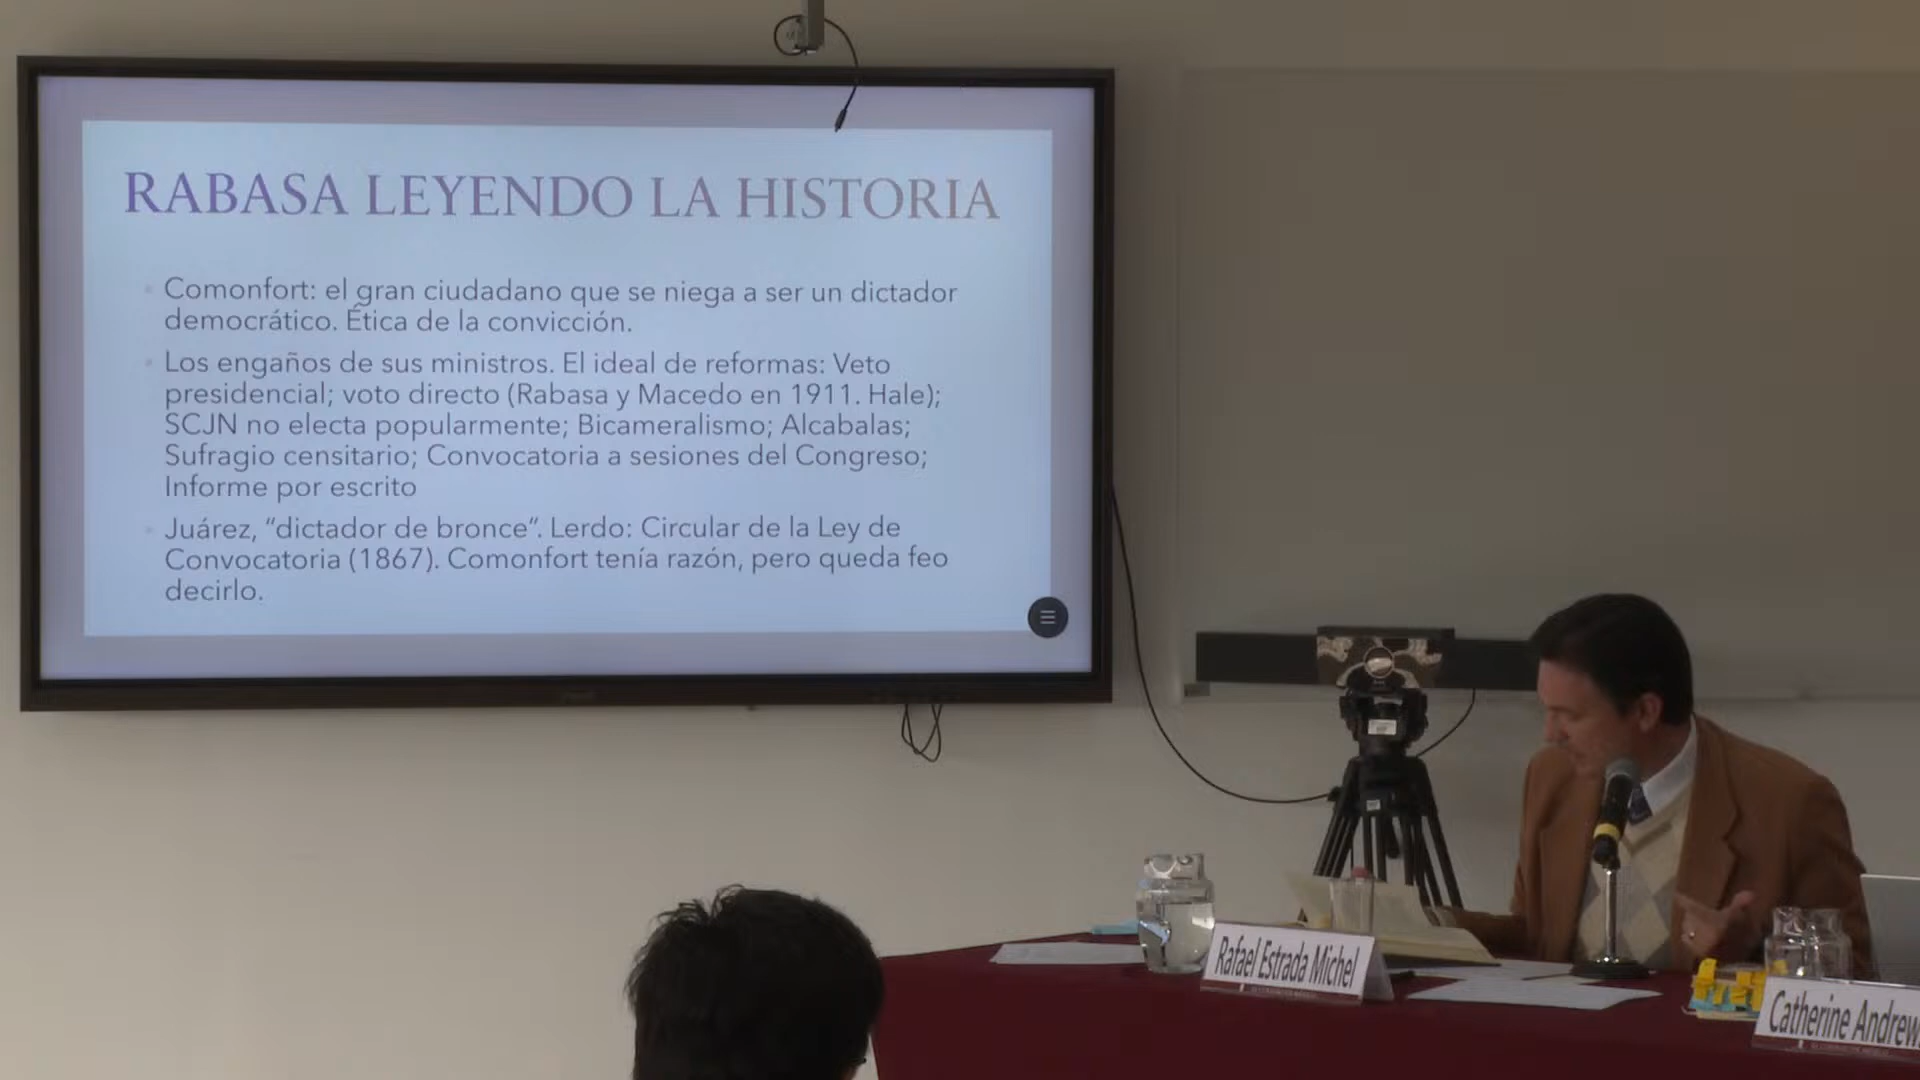 RABASA LEYENDO LA HISTORIA
Comonfort: el gran ciudadano que se niega a ser un dictador
democrático. Ética de la convicción.
Los engaños de sus ministros. El ideal de reformas: Veto
presidencial; voto directo (Rabasa y Macedo en 1911. Hale);
SCJN no electa popularmente; Bicameralismo; Alcabalas;
Sufragio censitario; Convocatoria a sesiones del Congreso;
Informe por escrito
Juárez, “dictador de bronce”. Lerdo: Circular de la Ley de
Convocatoria (1867). Comonfort tenía razón, pero queda feo
decirlo.
Rafael Estrada Michel
Catherine Andrew